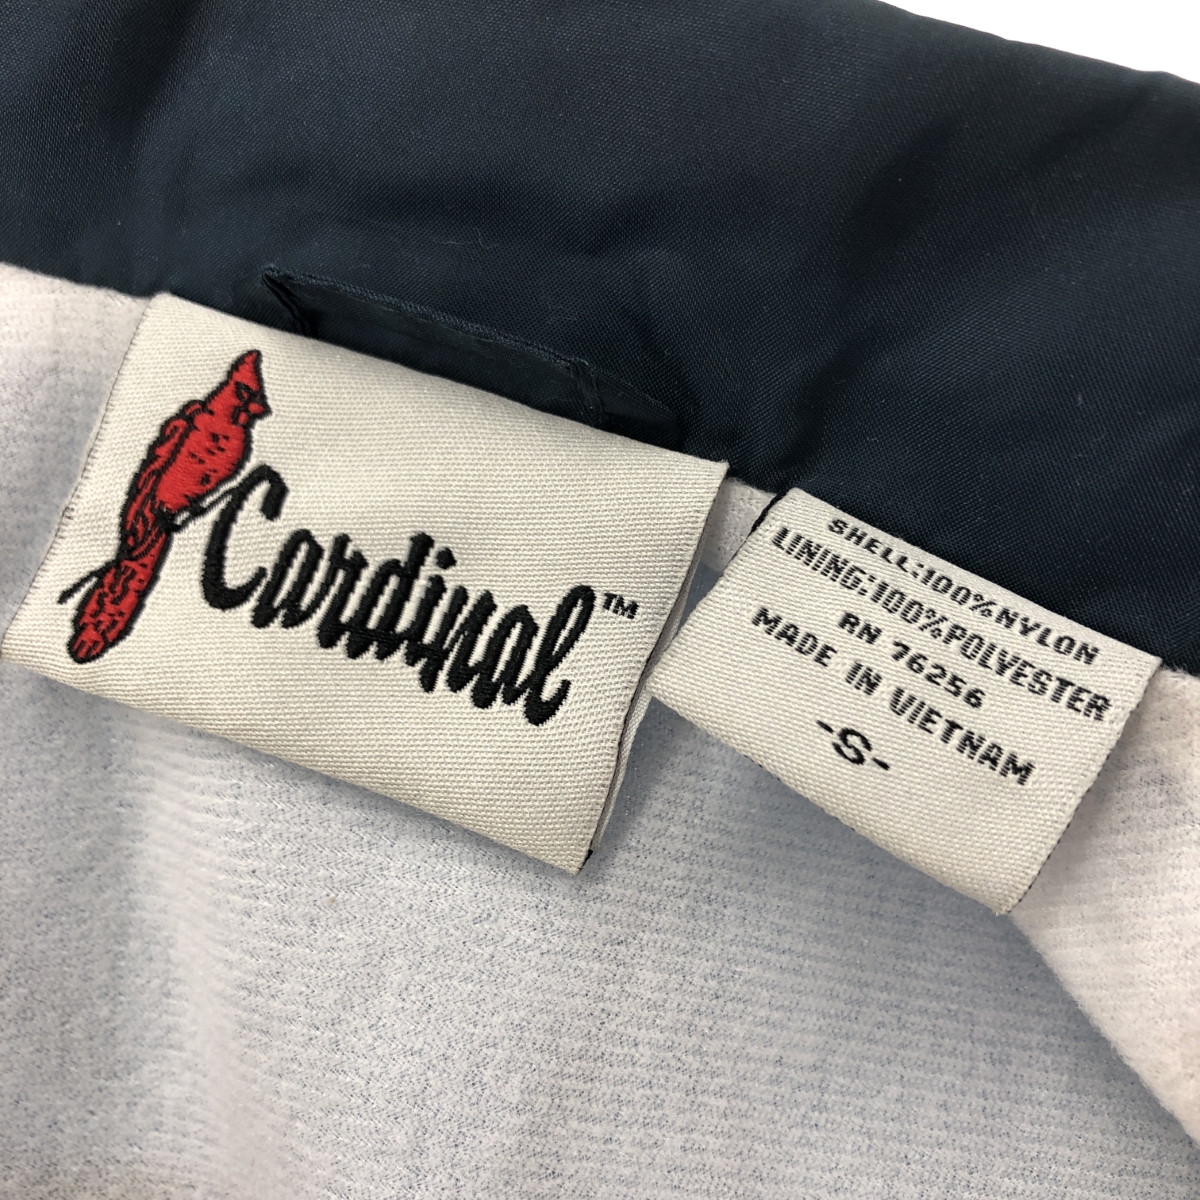 Cardinal™
SHELL:100%NYLON
LINING:100%POLYESTER
RN 76256
MADE IN VIETNAM
-S-